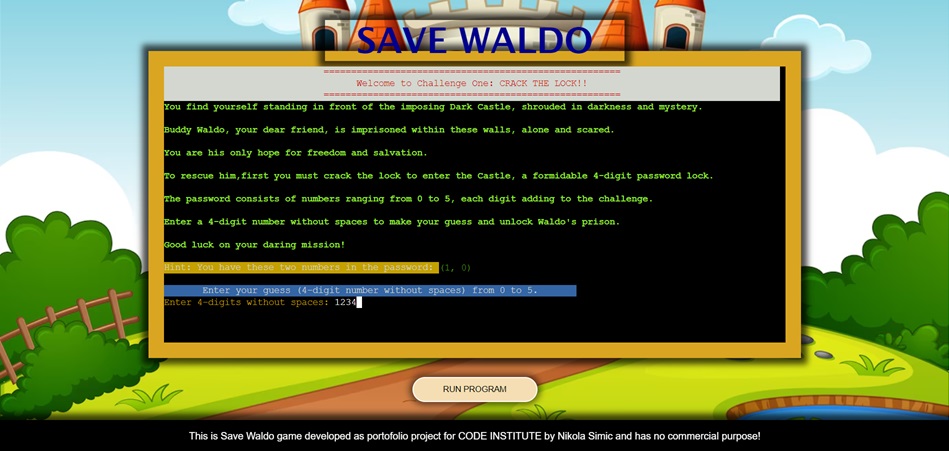 SAVE WALDO
=========================================================
Welcome to Challenge One: CRACK THE LOCK!!
=========================================================
You find yourself standing in front of the imposing Dark Castle, shrouded in darkness and mystery.
Buddy Waldo, your dear friend, is imprisoned within these walls, alone and scared.
You are his only hope for freedom and salvation.
To rescue him,first you must crack the lock to enter the Castle, a formidable 4-digit password lock.
The password consists of numbers ranging from 0 to 5, each digit adding to the challenge.
Enter a 4-digit number without spaces to make your guess and unlock Waldo's prison.
Good luck on your daring mission!
Hint: You have these two numbers in the password: (1, 0)
Enter your guess (4-digit number without spaces) from 0 to 5.
Enter 4-digits without spaces: 1234
RUN PROGRAM
This is Save Waldo game developed as portofolio project for CODE INSTITUTE by Nikola Simic and has no commercial purpose!